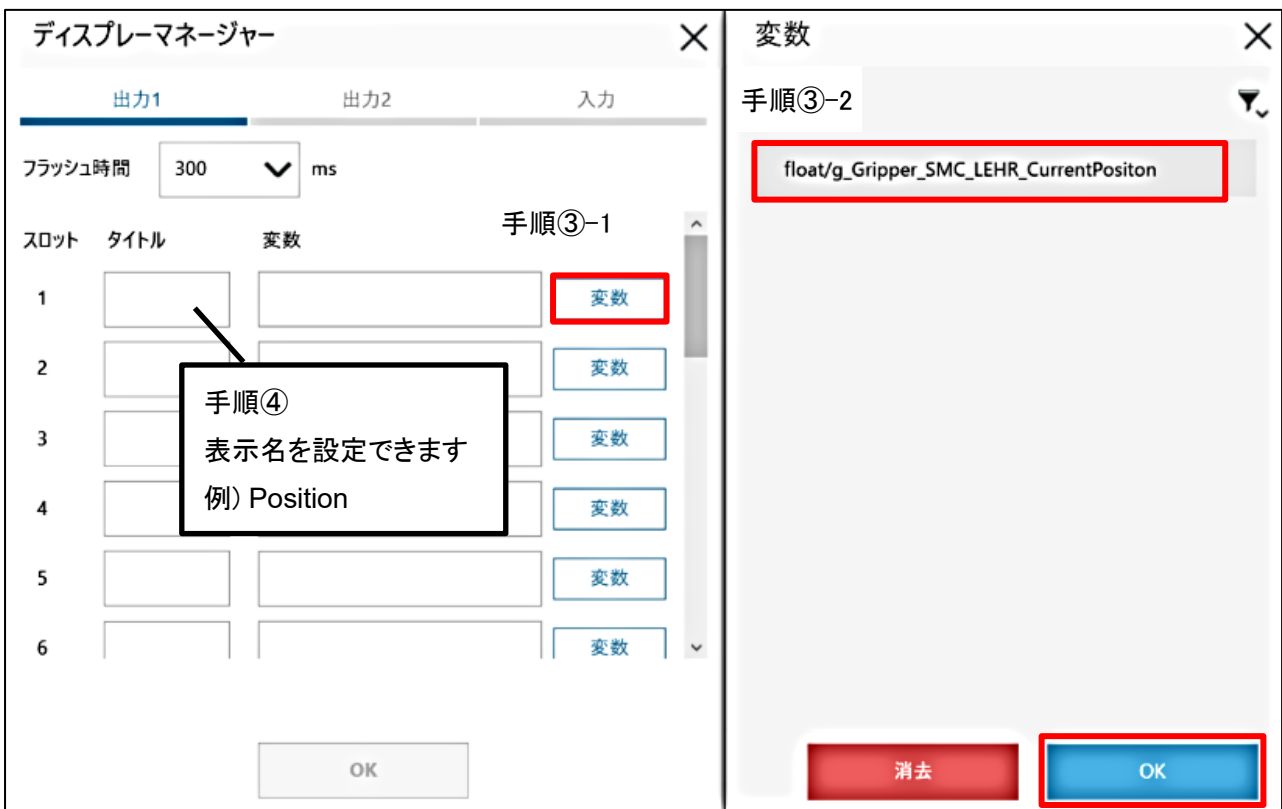 ディスプレーマネージャー
出力1 出力2 入力
フラッシュ時間 300 ms
手順③-1
スロット タイトル 変数
1 変数
2 変数
手順④
表示名を設定できます
例) Position
3 変数
4 変数
5 変数
6 変数
OK
変数
手順③-2
float/g_Gripper_SMC_LEHR_CurrentPositon
消去 OK